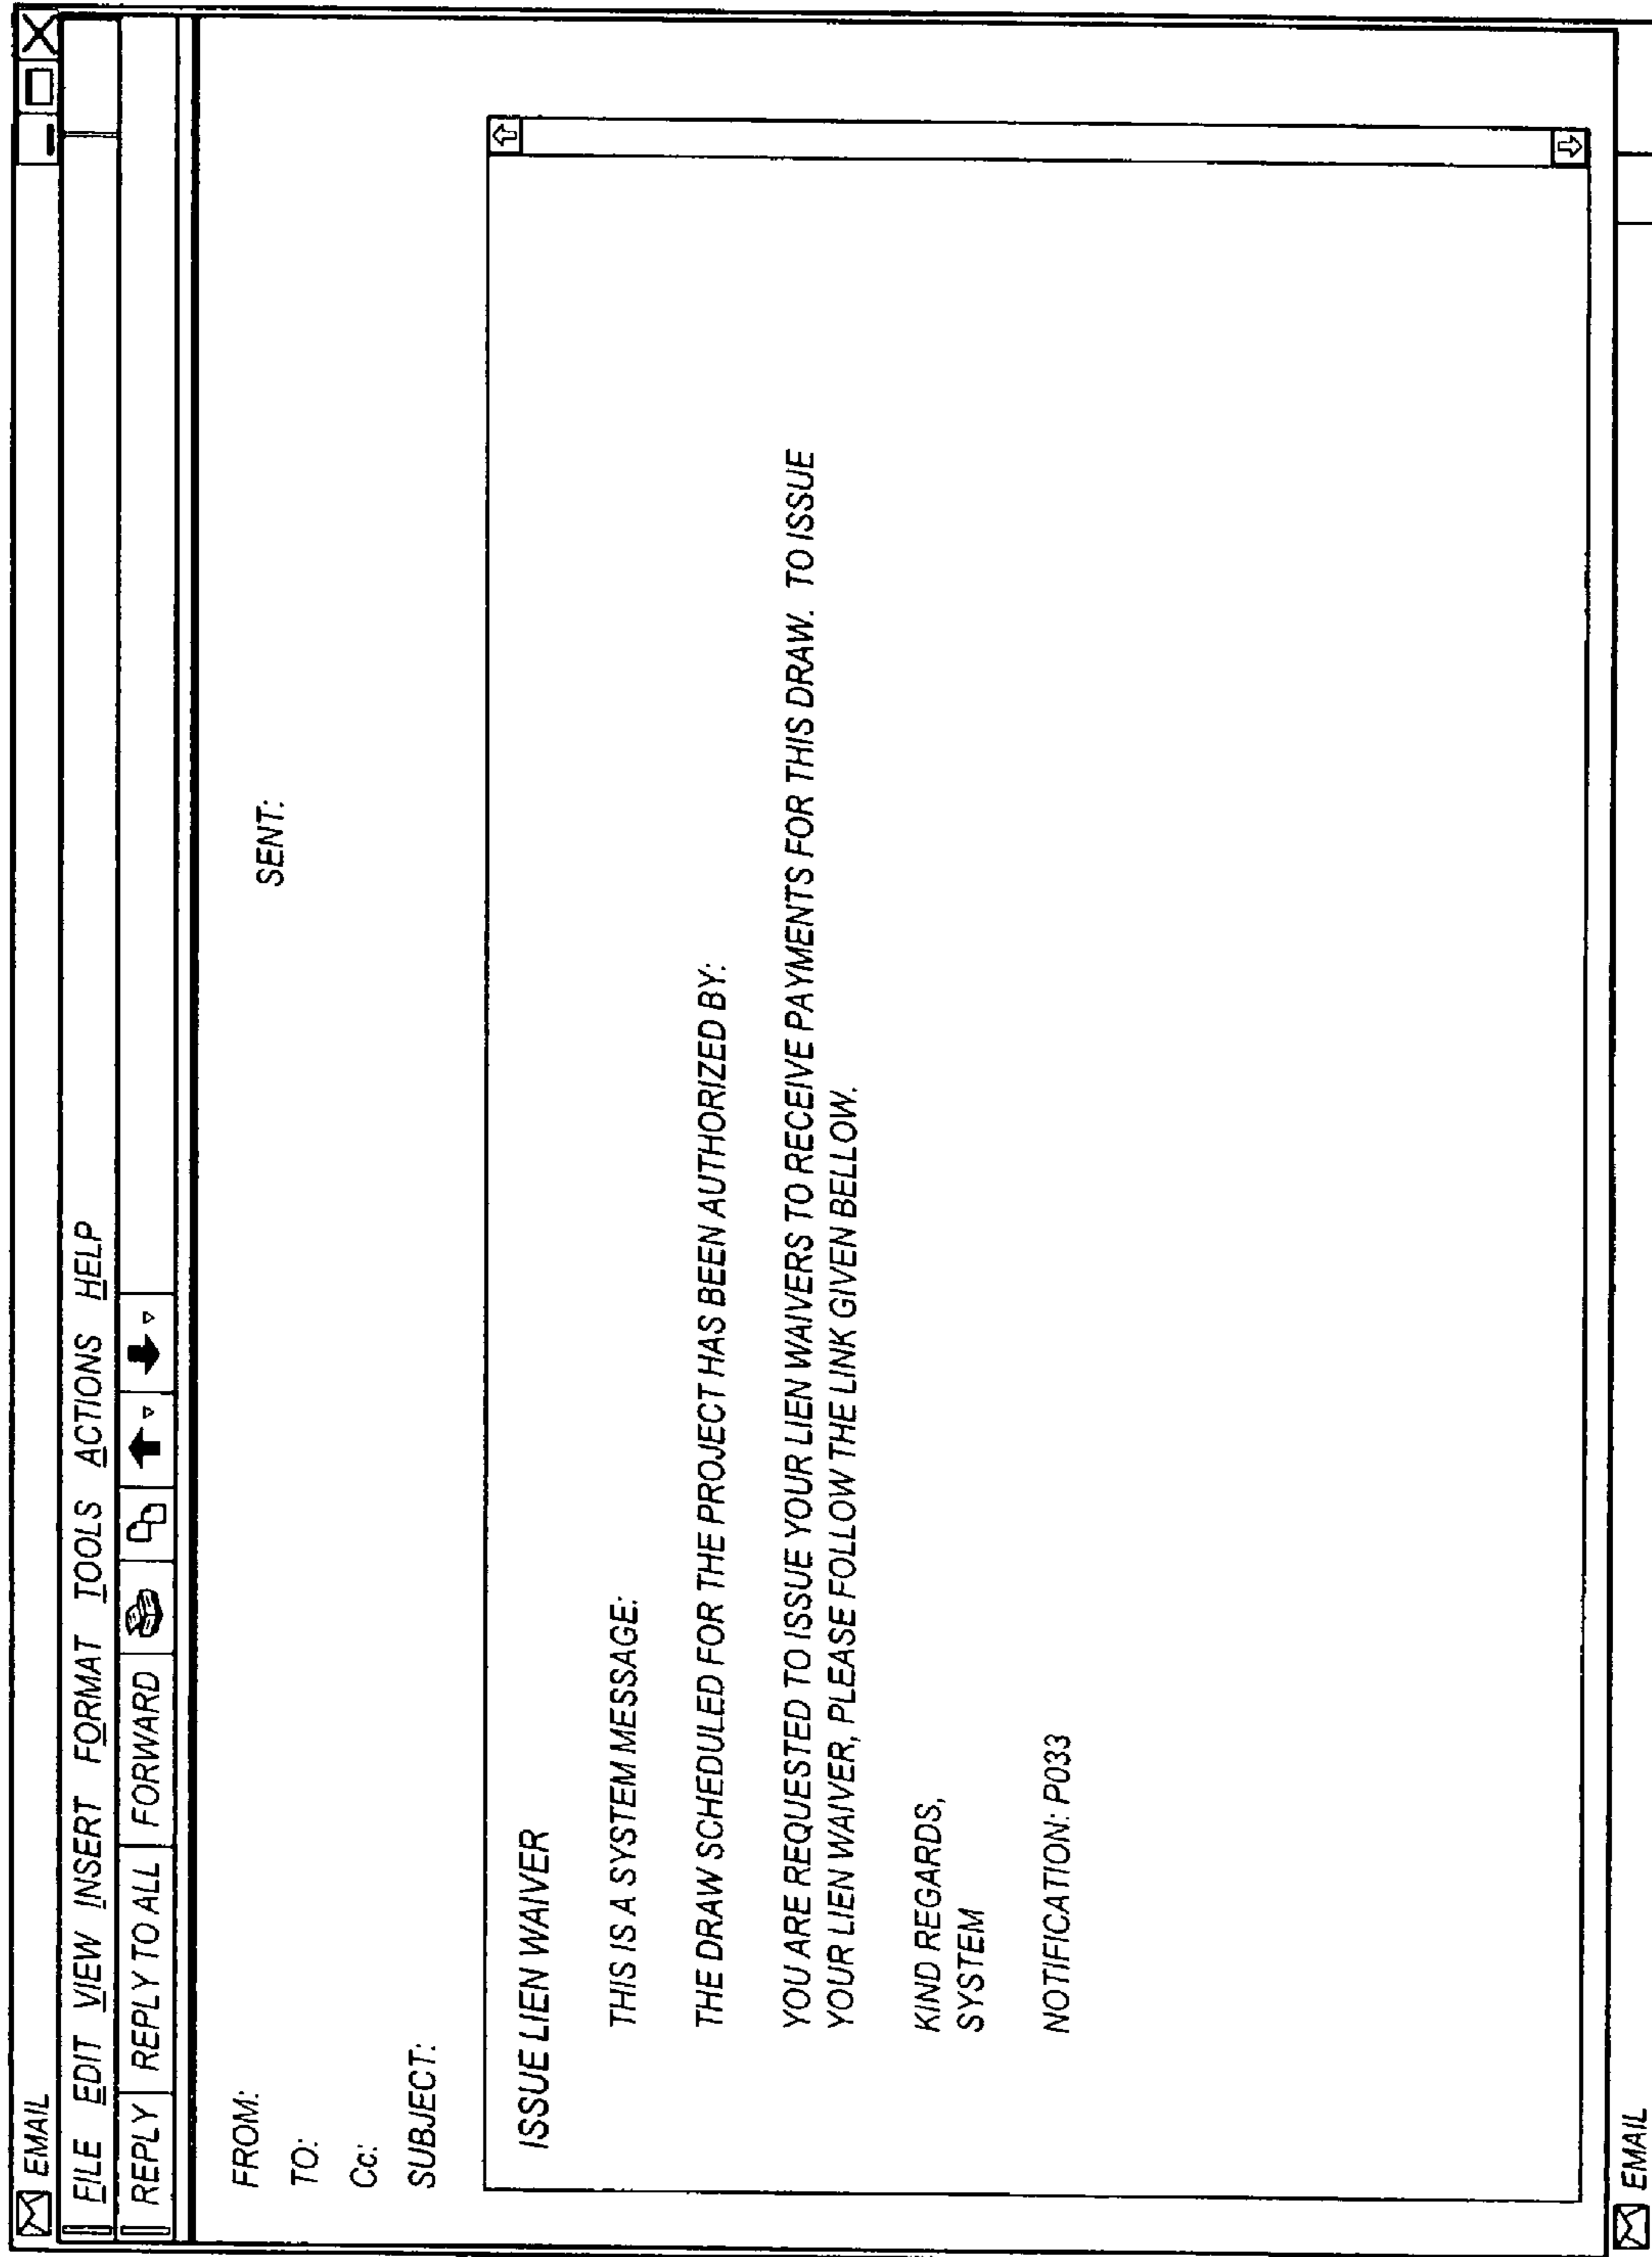 EMAIL
FILE EDIT VIEW INSERT FORMAT TOOLS ACTIONS HELP
REPLY REPLY TO ALL FORWARD
FROM: SENT:
TO:
Cc:
SUBJECT:
ISSUE LIEN WAIVER
THIS IS A SYSTEM MESSAGE:
THE DRAW SCHEDULED FOR THE PROJECT HAS BEEN AUTHORIZED BY:
YOU ARE REQUESTED TO ISSUE YOUR LIEN WAIVERS TO RECEIVE PAYMENTS FOR THIS DRAW. TO ISSUE
YOUR LIEN WAIVER, PLEASE FOLLOW THE LINK GIVEN BELLOW.
KIND REGARDS,
SYSTEM
NOTIFICATION: P033
EMAIL